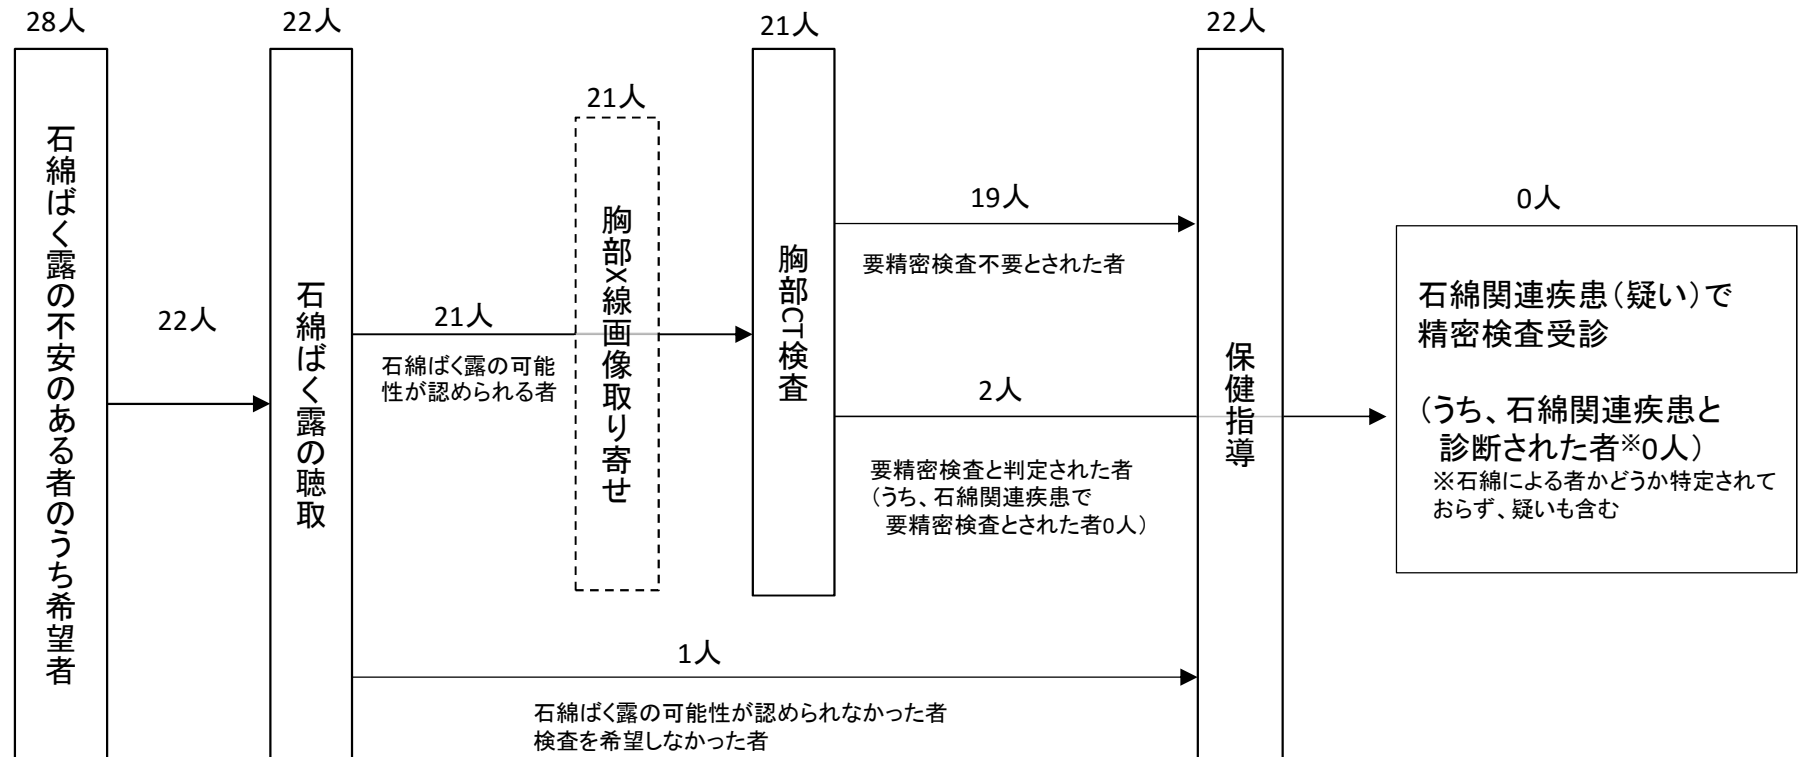 28人
石綿ばく露の不安のある者のうち希望者
22人
22人
石綿ばく露の聴取
21人
石綿ばく露の可能
性が認められる者
21人
胸部X線画像取り寄せ
21人
胸部CT検査
19人
要精密検査不要とされた者
2人
要精密検査と判定された者
（うち、石綿関連疾患で
要精密検査とされた者0人）
1人
石綿ばく露の可能性が認められなかった者
検査を希望しなかった者
22人
保健指導
0人
石綿関連疾患（疑い）で
精密検査受診
（うち、石綿関連疾患と
診断された者※0人）
※石綿による者かどうか特定されて
おらず、疑いも含む